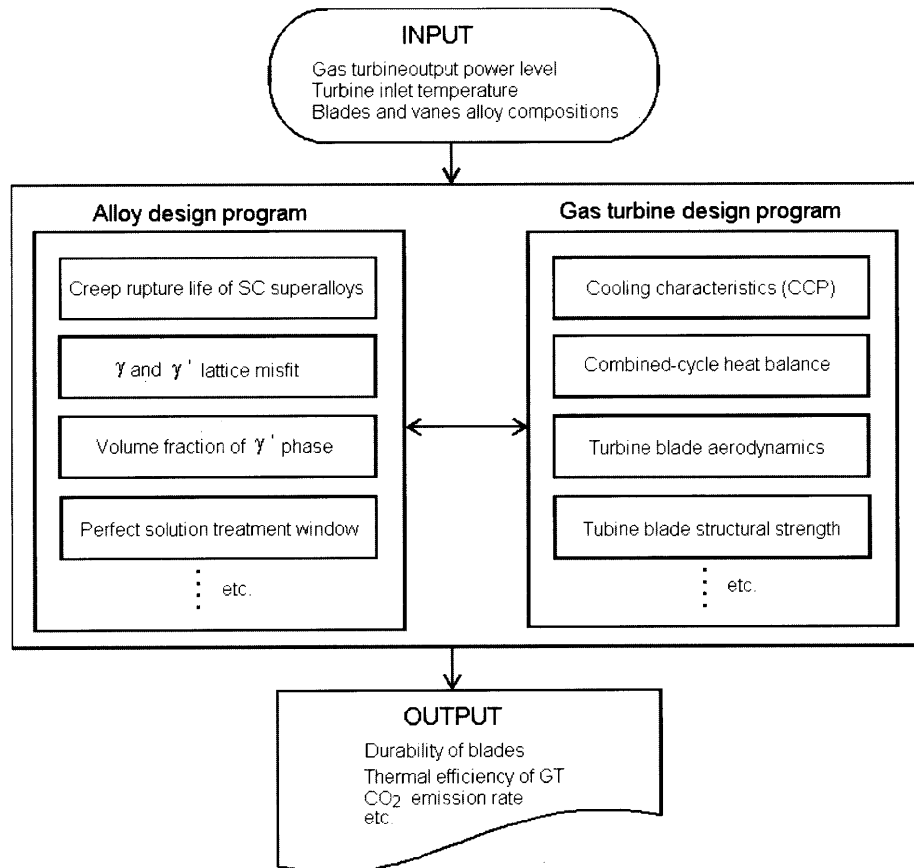 INPUT
Gas turbineoutput power level
Turbine inlet temperature
Blades and vanes alloy compositions
Alloy design program
Creep rupture life of SC superalloys
γ and γ' lattice misfit
Volume fraction of γ' phase
Perfect solution treatment window
etc.
Gas turbine design program
Cooling characteristics (CCP)
Combined-cycle heat balance
Turbine blade aerodynamics
Tubine blade structural strength
etc.
OUTPUT
Durability of blades
Thermal efficiency of GT
CO₂ emission rate
etc.